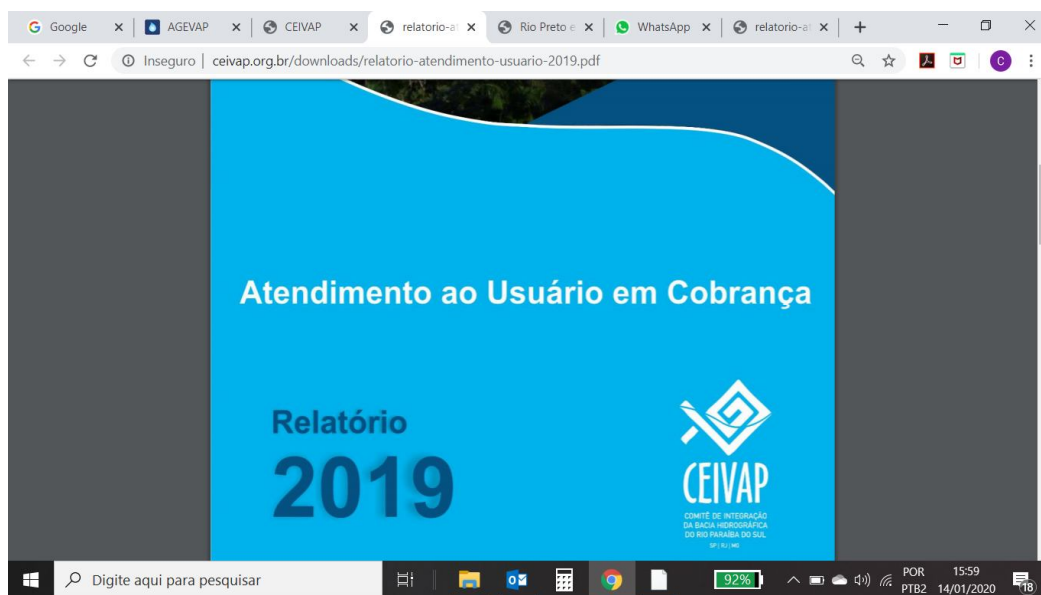 Google
AGEVAP
CEIVAP
relatorio-at
Rio Preto e
WhatsApp
relatorio-at
Inseguro | ceivap.org.br/downloads/relatorio-atendimento-usuario-2019.pdf
C
Atendimento ao Usuário em Cobrança
Relatório
2019
CEIVAP
COMITÊ DE INTEGRAÇÃO
DA BACIA HIDROGRÁFICA
DO RIO PARAÍBA DO SUL
SP | RJ | MG
Digite aqui para pesquisar
92%
POR
PTB2
15:59
14/01/2020
18